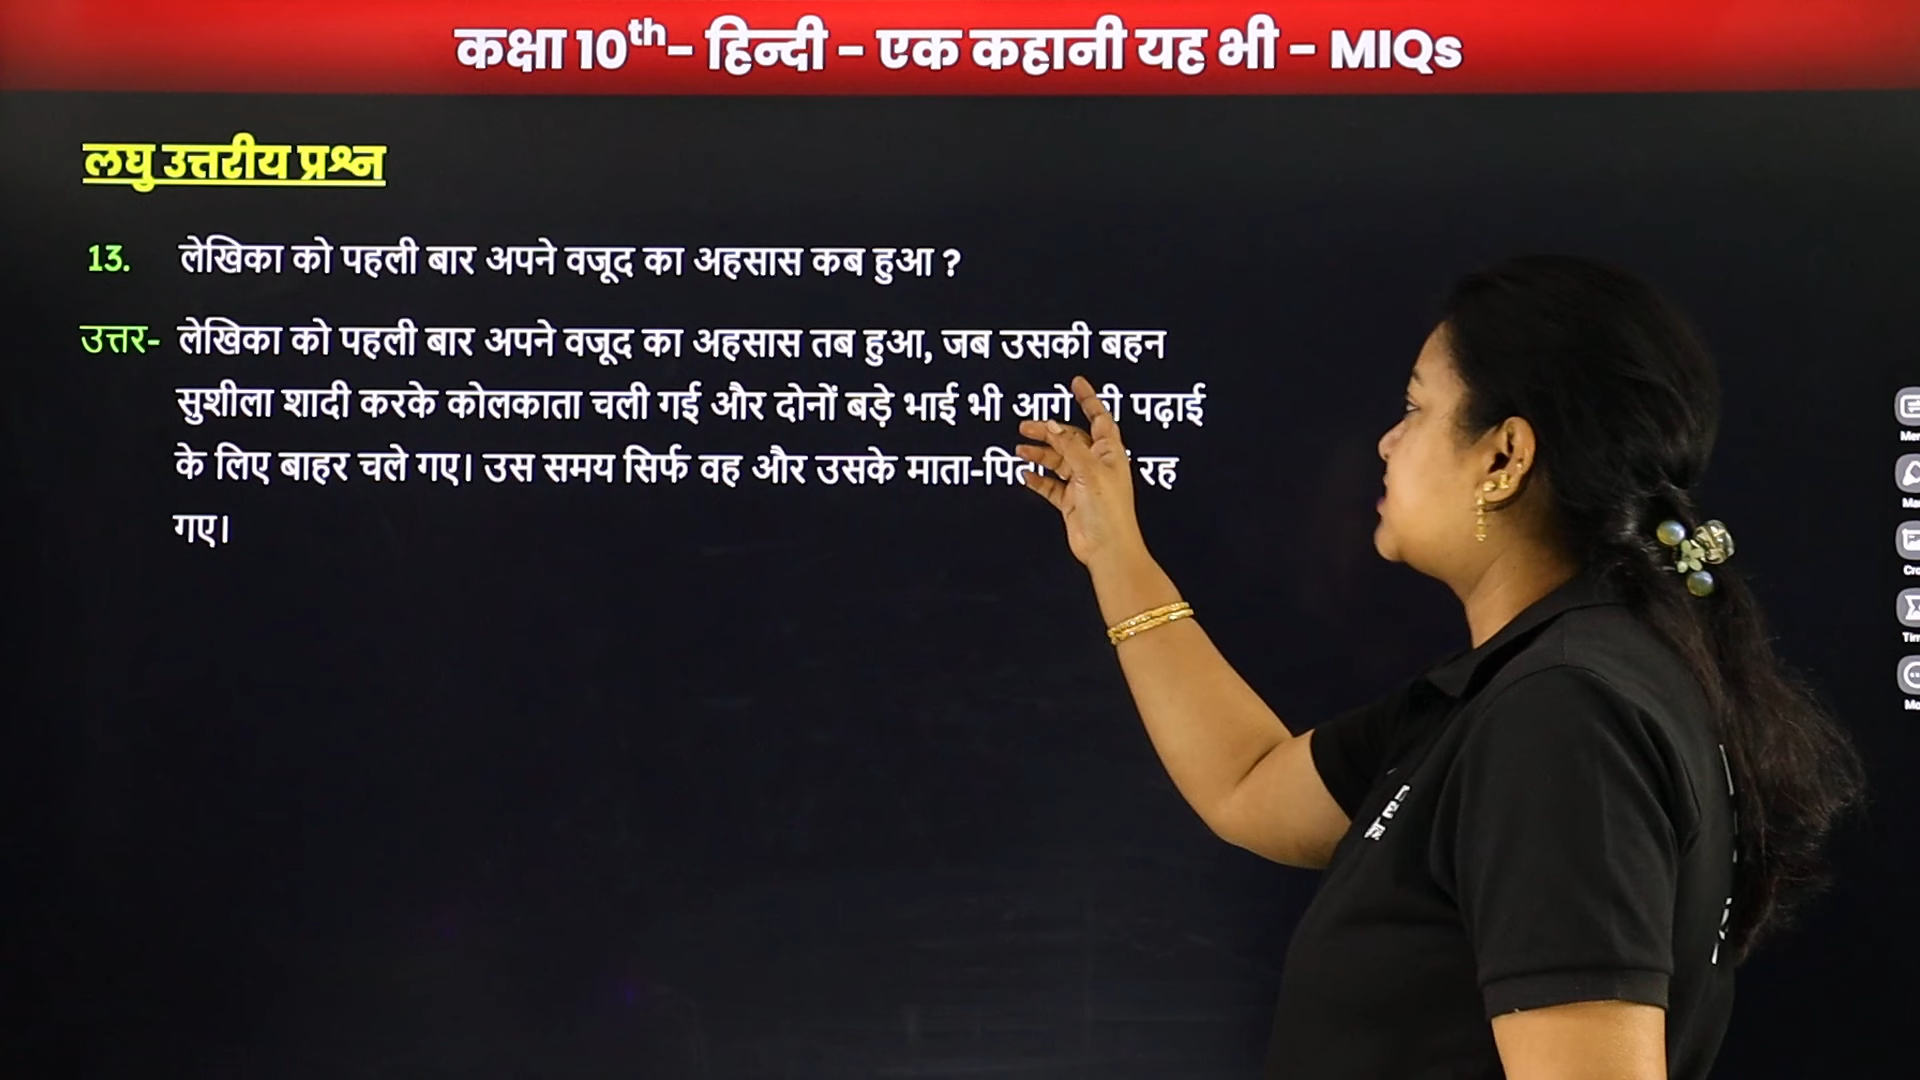 कक्षा 10th- हिन्दी - एक कहानी यह भी - MIQs
लघु उत्तरीय प्रश्न
13. लेखिका को पहली बार अपने वजूद का अहसास कब हुआ ?
उत्तर- लेखिका को पहली बार अपने वजूद का अहसास तब हुआ, जब उसकी बहन
सुशीला शादी करके कोलकाता चली गई और दोनों बड़े भाई भी आगे पढ़ाई
के लिए बाहर चले गए। उस समय सिर्फ वह और उसके रह
गए।